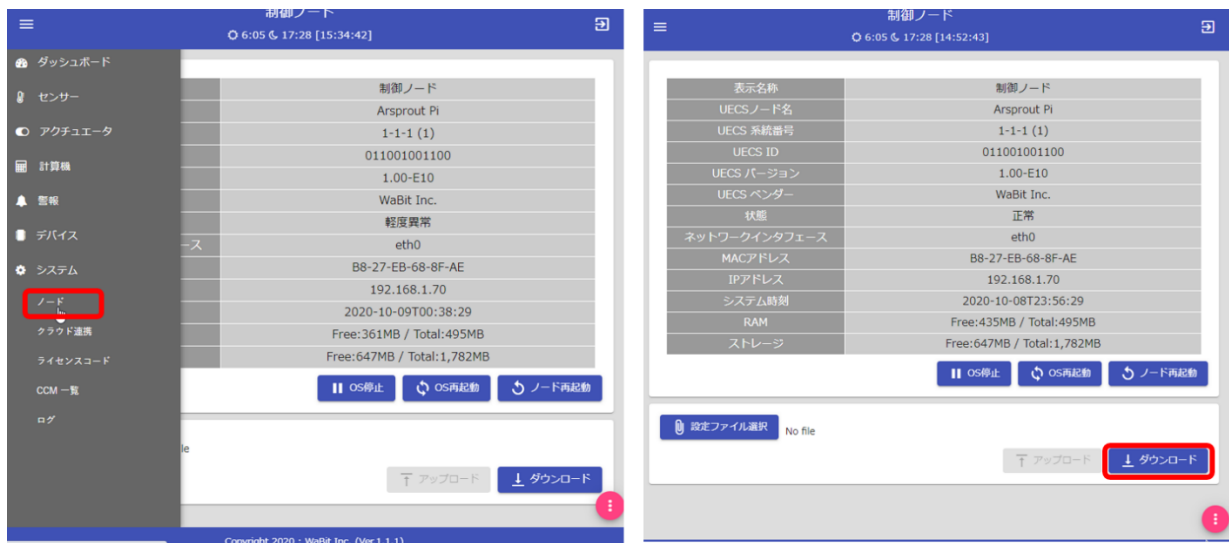 制御ノード
6:05 17:28 [15:34:42]
ダッシュボード
センサー
アクチュエータ
計算機
警報
デバイス
システム
ノード
クラウド連携
ライセンスコード
CCM 一覧
ログ
制御ノード
Arsprout Pi
1-1-1 (1)
011001001100
1.00-E10
WaBit Inc.
軽度異常
ース eth0
B8-27-EB-68-8F-AE
192.168.1.70
2020-10-09T00:38:29
Free:361MB / Total:495MB
Free:647MB / Total:1,782MB
OS停止 OS再起動 ノード再起動
le
アップロード ダウンロード
Copyright 2020 : WaBit Inc. (Ver.1.1.1)
制御ノード
6:05 17:28 [14:52:43]
表示名称 制御ノード
UECSノード名 Arsprout Pi
UECS 系統番号 1-1-1 (1)
UECS ID 011001001100
UECS バージョン 1.00-E10
UECS ベンダー WaBit Inc.
状態 正常
ネットワークインタフェース eth0
MACアドレス B8-27-EB-68-8F-AE
IPアドレス 192.168.1.70
システム時刻 2020-10-08T23:56:29
RAM Free:435MB / Total:495MB
ストレージ Free:647MB / Total:1,782MB
OS停止 OS再起動 ノード再起動
設定ファイル選択 No file
アップロード ダウンロード